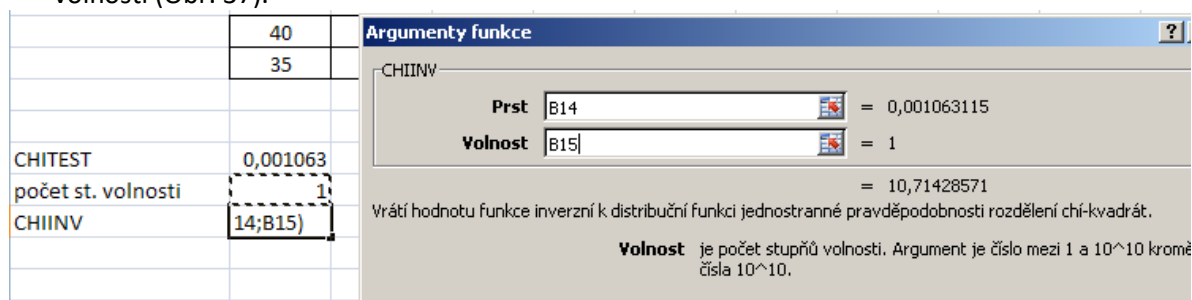 volnosti (Obr. 37).
40
35
CHITEST 0,001063
počet st. volnosti 1
CHIINV 14;B15)
Argumenty funkce ?
CHIINV
Prst B14 = 0,001063115
Volnost B15 = 1
= 10,71428571
Vrátí hodnotu funkce inverzní k distribuční funkci jednostranné pravděpodobnosti rozdělení chí-kvadrát.
Volnost je počet stupňů volnosti. Argument je číslo mezi 1 a 10^10 kromě
čísla 10^10.